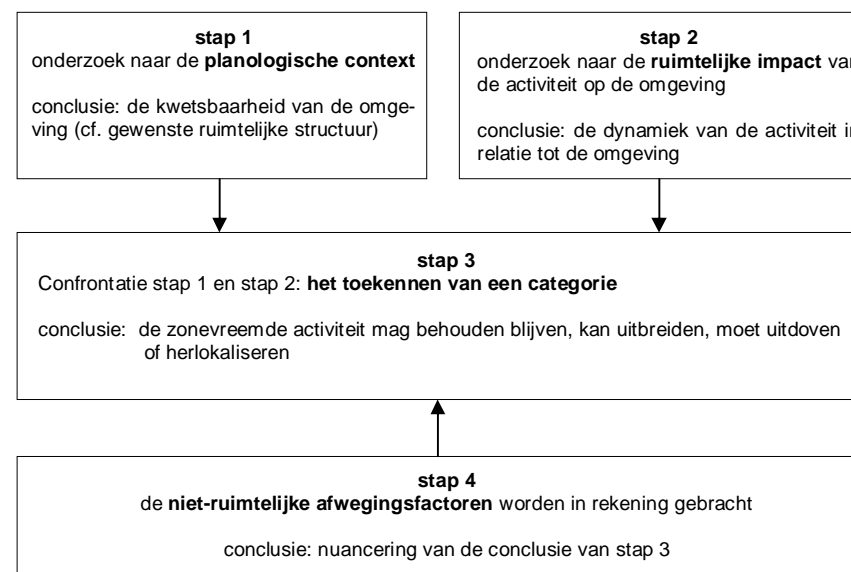 stap 1
onderzoek naar de planologische context
conclusie: de kwetsbaarheid van de omge-
ving (cf. gewenste ruimtelijke structuur)
stap 2
onderzoek naar de ruimtelijke impact va
de activiteit op de omgeving
conclusie: de dynamiek van de activiteit i
relatie tot de omgeving
stap 3
Confrontatie stap 1 en stap 2: het toekennen van een categorie
conclusie: de zonevreemde activiteit mag behouden blijven, kan uitbreiden, moet uitdoven
of herlokaliseren
stap 4
de niet-ruimtelijke afwegingsfactoren worden in rekening gebracht
conclusie: nuancering van de conclusie van stap 3